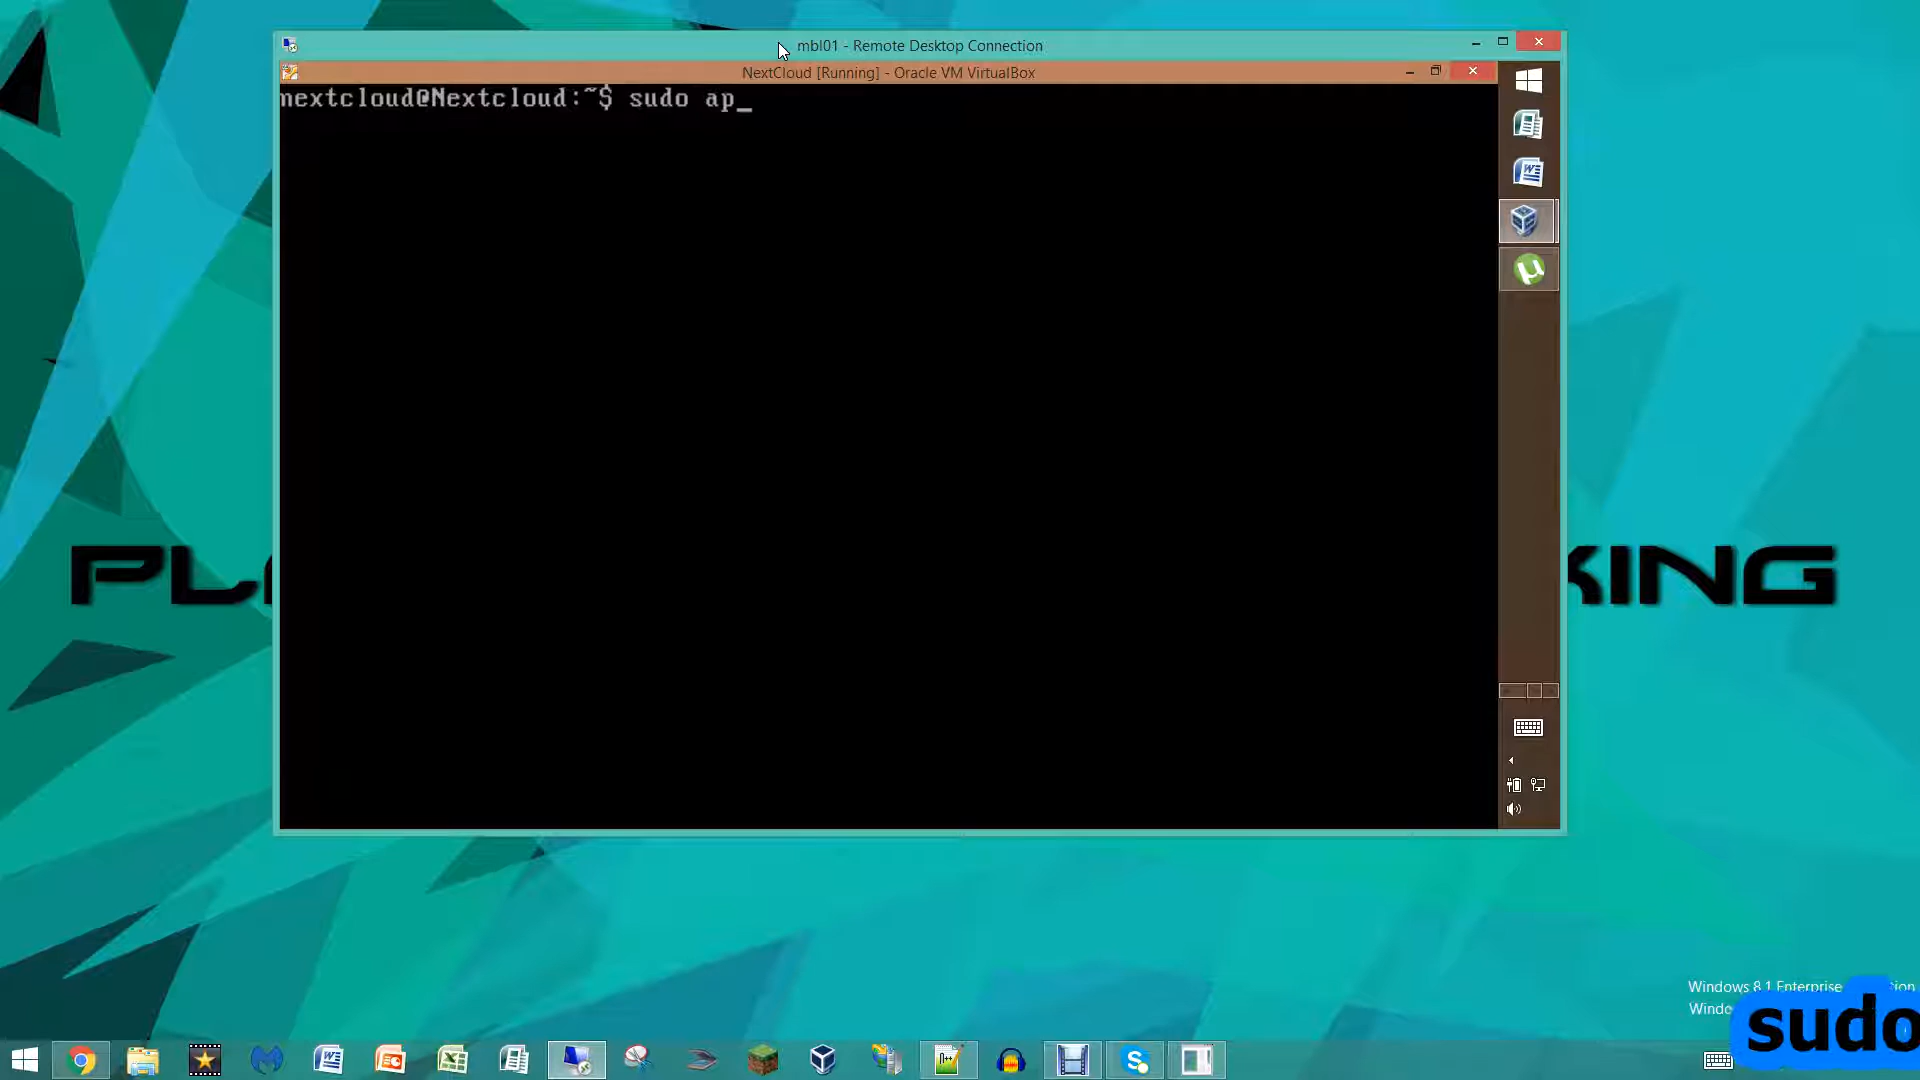 mbl01 - Remote Desktop Connection
NextCloud [Running] - Oracle VM VirtualBox
nextcloud@Nextcloud:~$ sudo ap_
KING
Windows 8.1 Enterprise
sudo